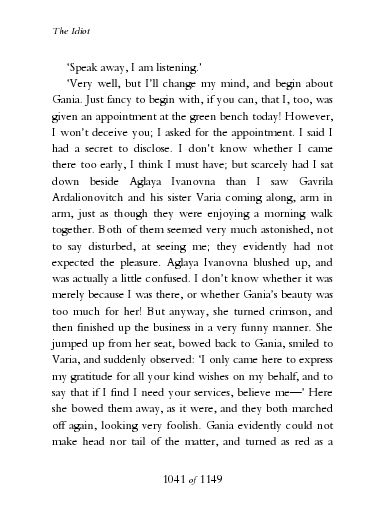 The Idiot
'Speak away, I am listening.'
'Very well, but I'll change my mind, and begin about
Gania. Just fancy to begin with, if you can, that I, too, was
given an appointment at the green bench today! However,
I won't deceive you; I asked for the appointment. I said I
had a secret to disclose. I don't know whether I came
there too early, I think I must have; but scarcely had I sat
down beside Aglaya Ivanovna than I saw Gavrila
Ardalionovitch and his sister Varia coming along, arm in
arm, just as though they were enjoying a morning walk
together. Both of them seemed very much astonished, not
to say disturbed, at seeing me; they evidently had not
expected the pleasure. Aglaya Ivanovna blushed up, and
was actually a little confused. I don't know whether it was
merely because I was there, or whether Gania's beauty was
too much for her! But anyway, she turned crimson, and
then finished up the business in a very funny manner. She
jumped up from her seat, bowed back to Gania, smiled to
Varia, and suddenly observed: 'I only came here to express
my gratitude for all your kind wishes on my behalf, and to
say that if I find I need your services, believe me—' Here
she bowed them away, as it were, and they both marched
off again, looking very foolish. Gania evidently could not
make head nor tail of the matter, and turned as red as a
1041 of 1149